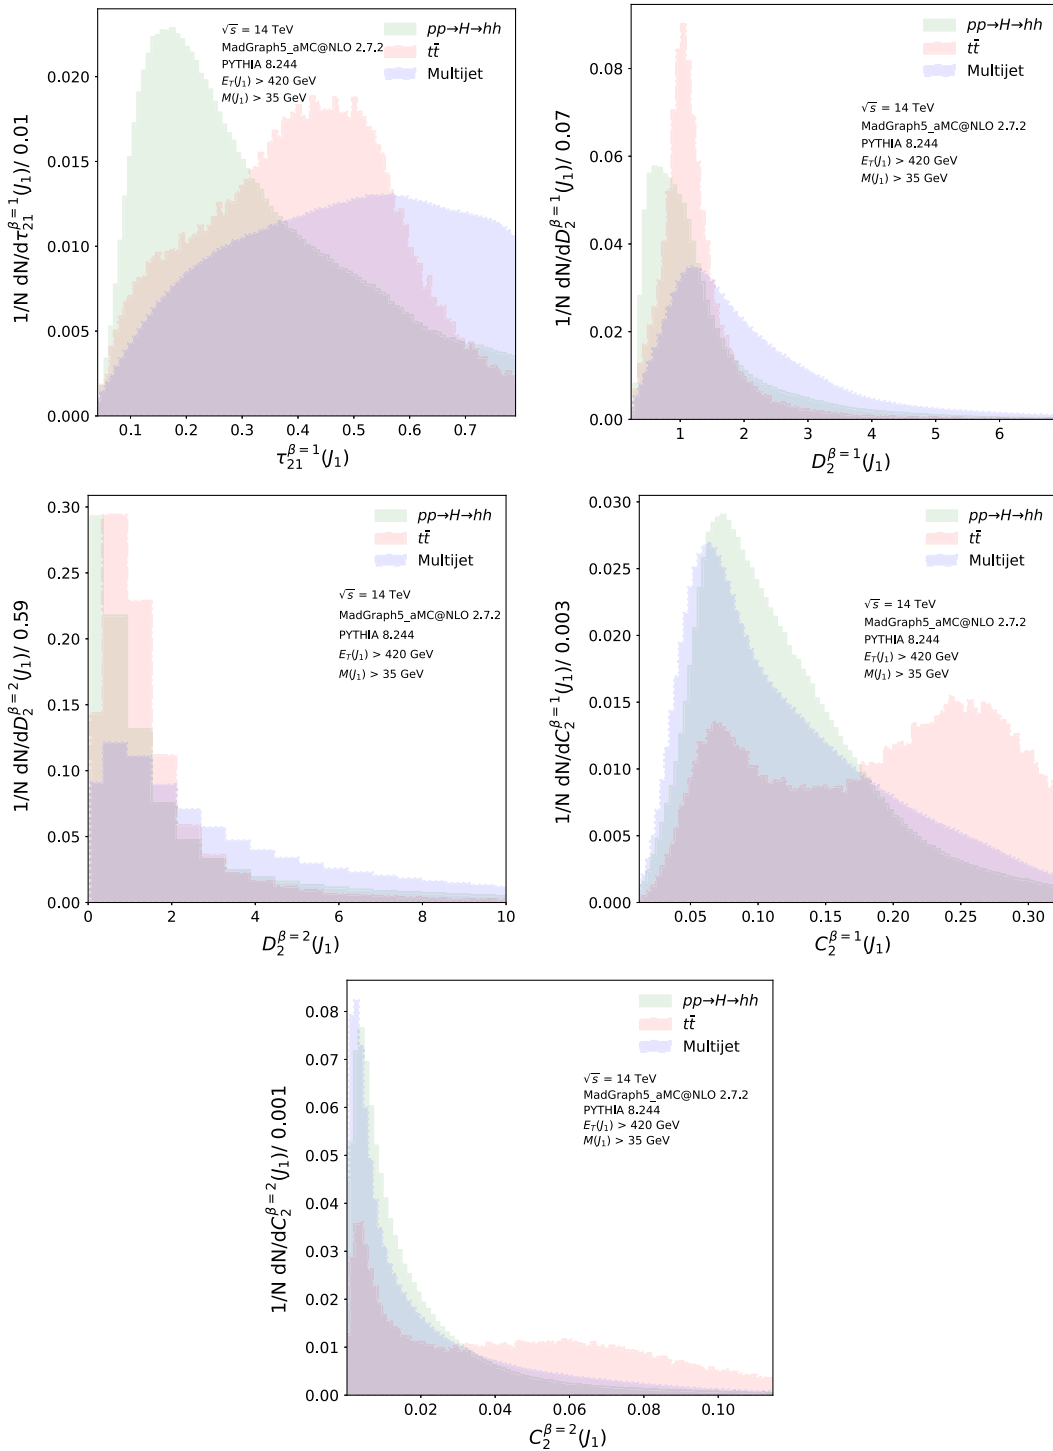 √s = 14 TeV
MadGraph5_aMC@NLO 2.7.2
PYTHIA 8.244
E_T(J_1) > 420 GeV
M(J_1) > 35 GeV
pp→H→hh
tt̄
Multijet
1/N dN/dτ_21^β=1(J_1)/ 0.01
0.020
0.015
0.010
0.005
0.000
0.1 0.2 0.3 0.4 0.5 0.6 0.7
τ_21^β=1(J_1)
pp→H→hh
tt̄
Multijet
√s = 14 TeV
MadGraph5_aMC@NLO 2.7.2
PYTHIA 8.244
E_T(J_1) > 420 GeV
M(J_1) > 35 GeV
1/N dN/dD_2^β=1(J_1)/ 0.07
0.08
0.06
0.04
0.02
0.00
1 2 3 4 5 6
D_2^β=1(J_1)
pp→H→hh
tt̄
Multijet
√s = 14 TeV
MadGraph5_aMC@NLO 2.7.2
PYTHIA 8.244
E_T(J_1) > 420 GeV
M(J_1) > 35 GeV
1/N dN/dD_2^β=2(J_1)/ 0.59
0.30
0.25
0.20
0.15
0.10
0.05
0.00
0 2 4 6 8 10
D_2^β=2(J_1)
pp→H→hh
tt̄
Multijet
√s = 14 TeV
MadGraph5_aMC@NLO 2.7.2
PYTHIA 8.244
E_T(J_1) > 420 GeV
M(J_1) > 35 GeV
1/N dN/dC_2^β=1(J_1)/ 0.003
0.030
0.025
0.020
0.015
0.010
0.005
0.000
0.05 0.10 0.15 0.20 0.25 0.30
C_2^β=1(J_1)
pp→H→hh
tt̄
Multijet
√s = 14 TeV
MadGraph5_aMC@NLO 2.7.2
PYTHIA 8.244
E_T(J_1) > 420 GeV
M(J_1) > 35 GeV
1/N dN/dC_2^β=2(J_1)/ 0.001
0.08
0.07
0.06
0.05
0.04
0.03
0.02
0.01
0.00
0.02 0.04 0.06 0.08 0.10
C_2^β=2(J_1)